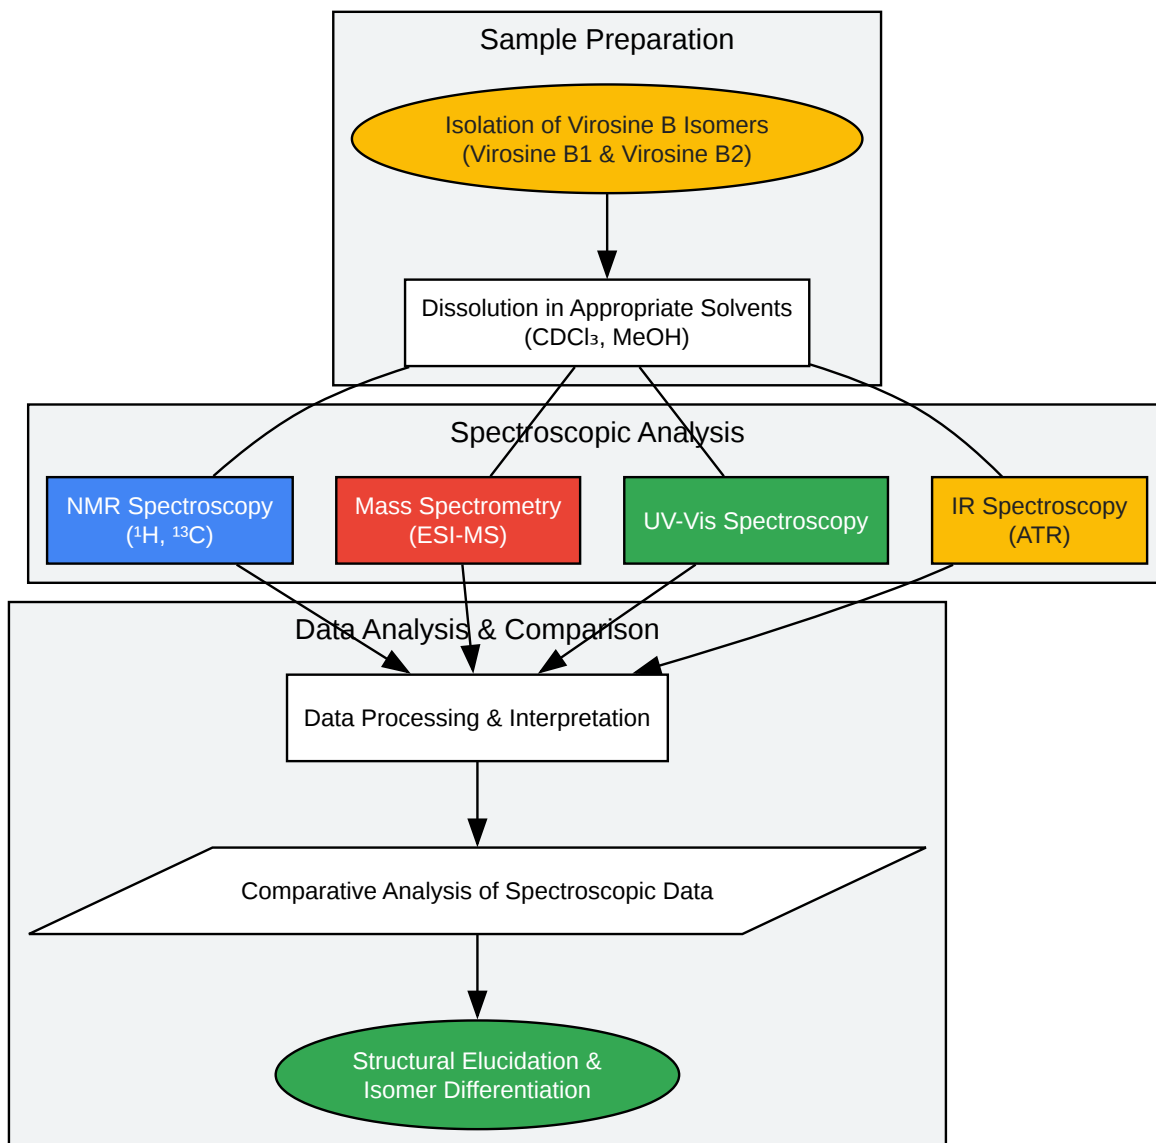 Sample Preparation
Isolation of Virosine B Isomers
(Virosine B1 & Virosine B2)
Dissolution in Appropriate Solvents
(CDCl₃, MeOH)
Spectroscopic Analysis
NMR Spectroscopy
(¹H, ¹³C)
Mass Spectrometry
(ESI-MS)
UV-Vis Spectroscopy
IR Spectroscopy
(ATR)
Data Analysis & Comparison
Data Processing & Interpretation
Comparative Analysis of Spectroscopic Data
Structural Elucidation &
Isomer Differentiation